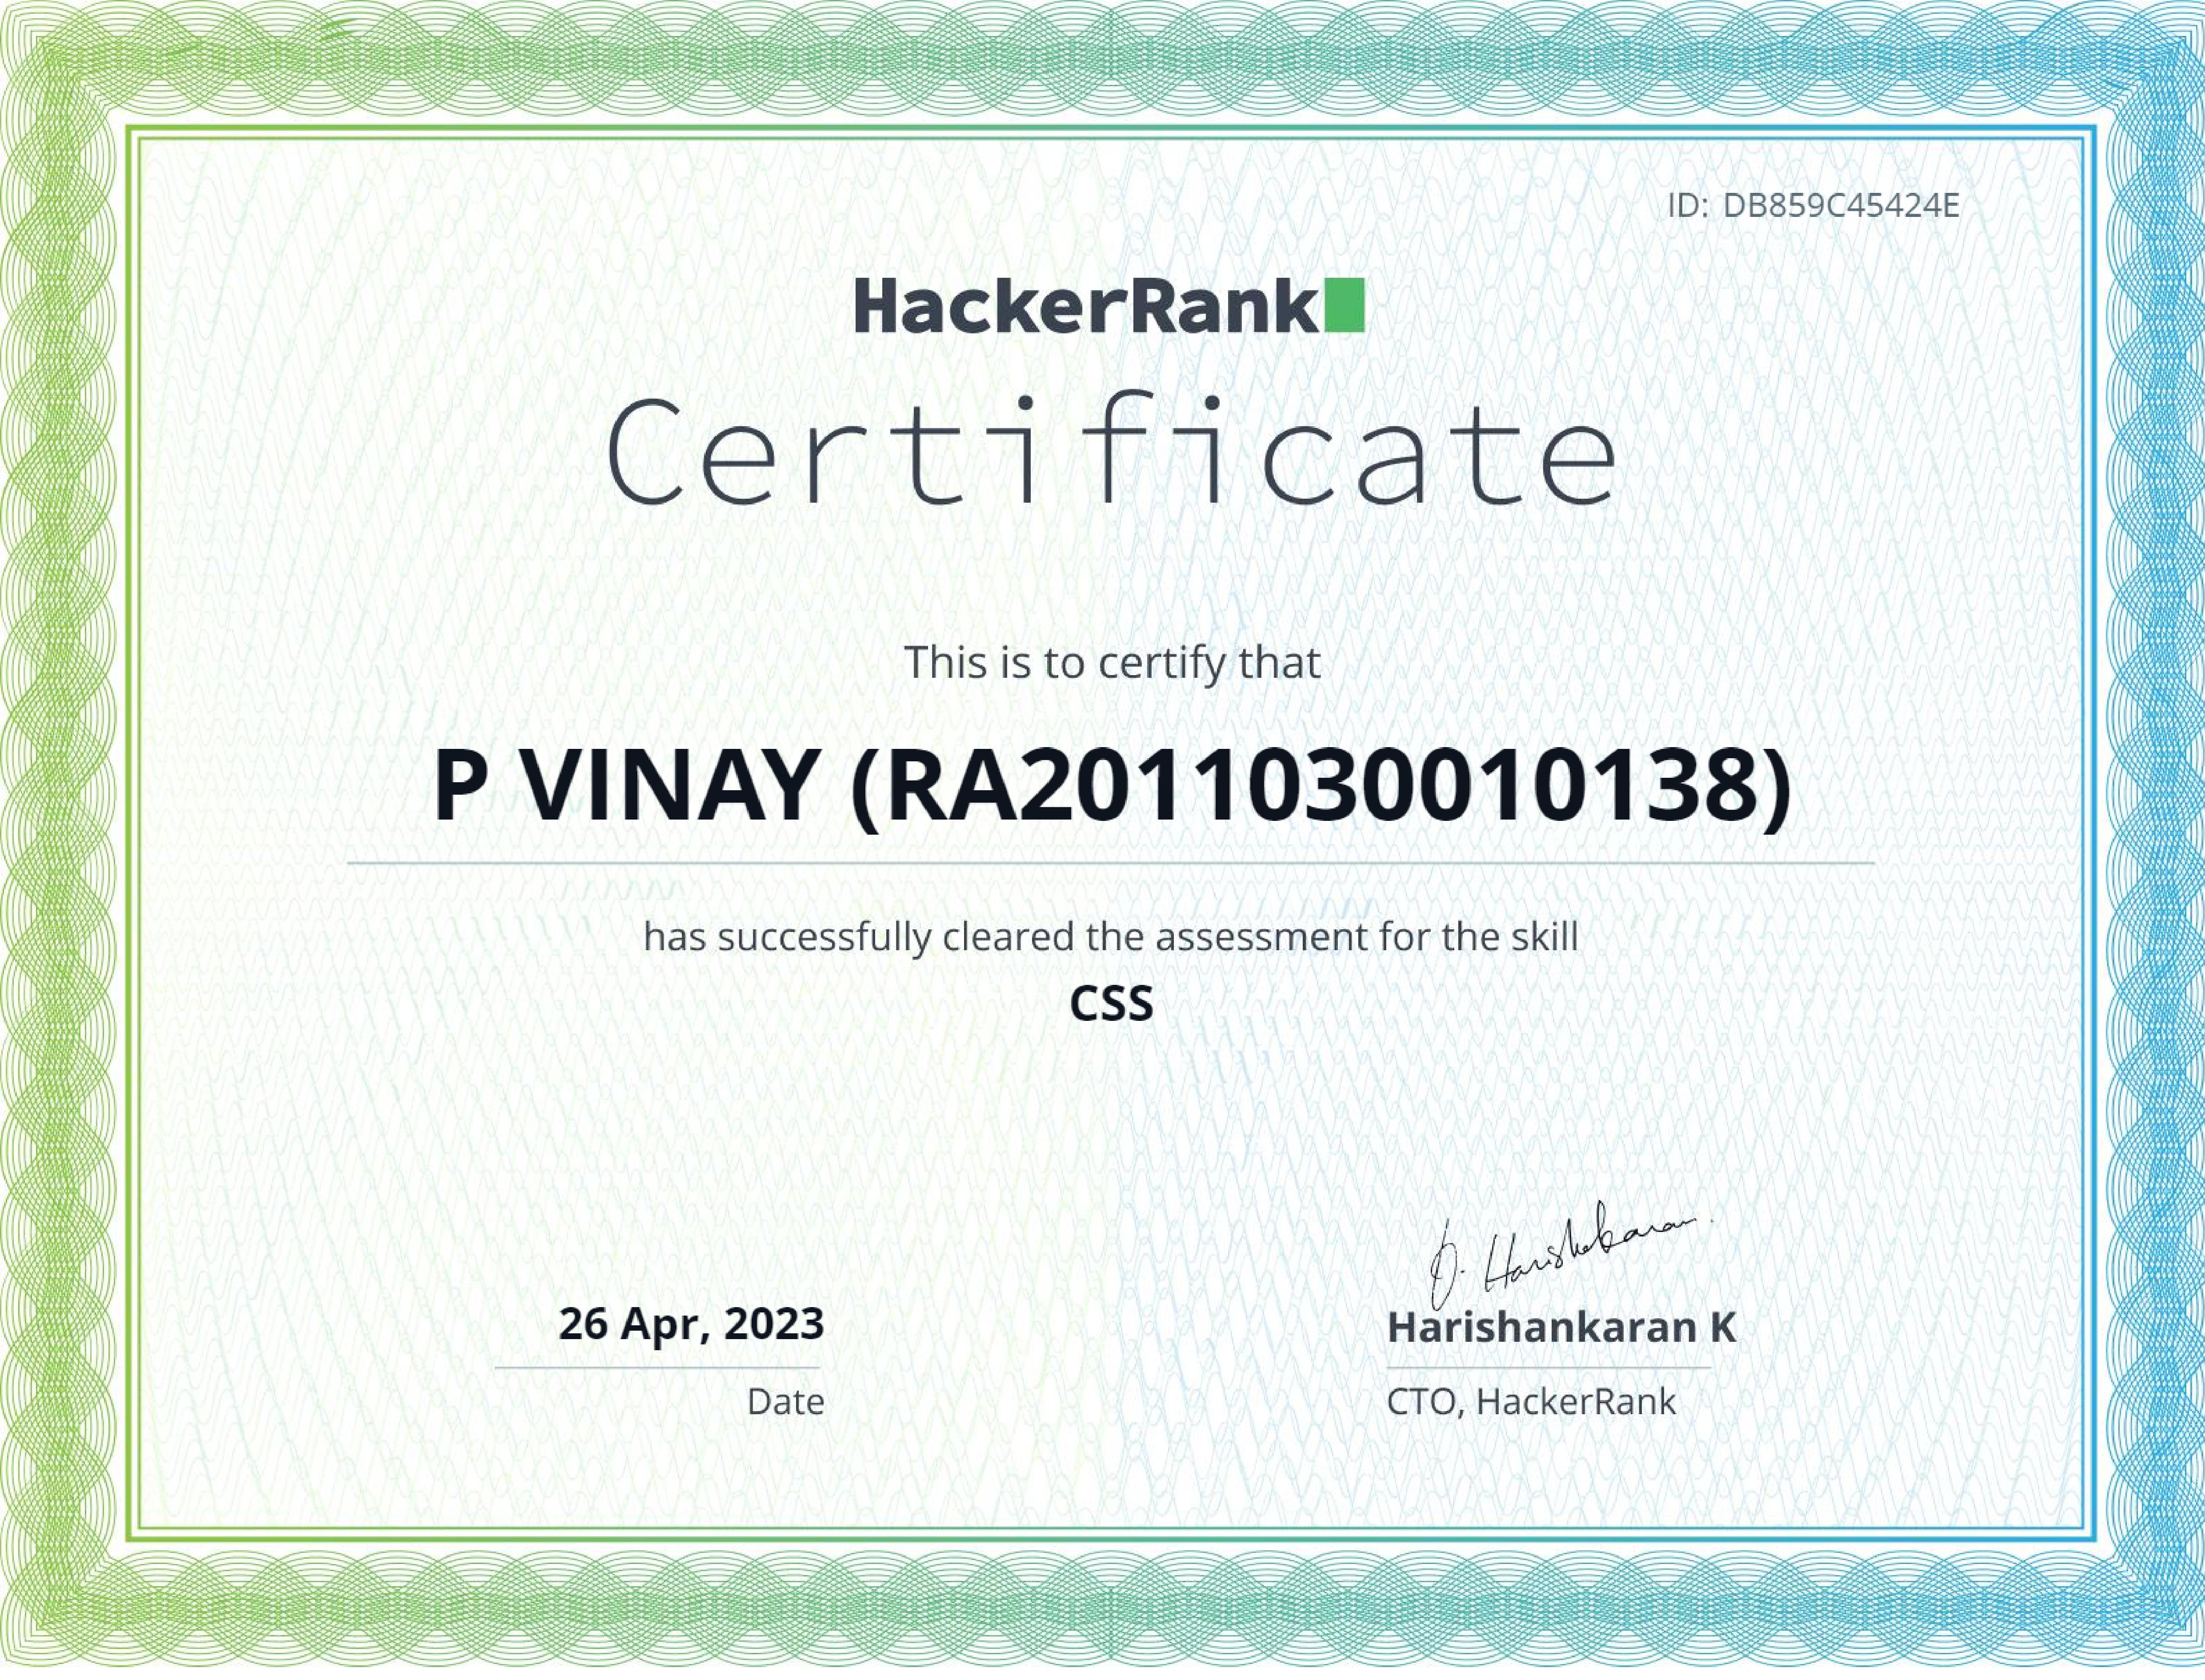 ID: DB859C45424E
HackerRank
Certificate
This is to certify that
P VINAY (RA2011030010138)
has successfully cleared the assessment for the skill
CSS
26 Apr, 2023
Date
Harishankaran K
CTO, HackerRank